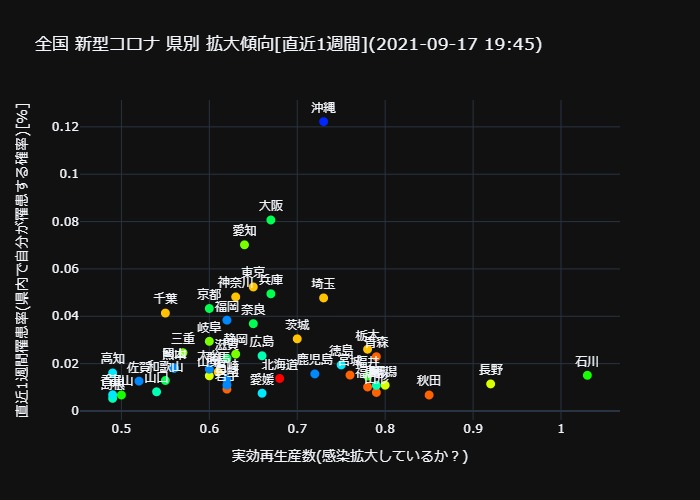 全国 新型コロナ 県別 拡大傾向[直近1週間](2021-09-17 19:45)
直近1週間罹患率(県内で自分が罹患する確率)[%]
0.12
0.1
0.08
0.06
0.04
0.02
0
沖縄
大阪
愛知
東京
神奈川
兵庫
埼玉
京都
千葉
福岡
奈良
茨城
岐阜
栃木
三重
静岡
広島
滋賀
青森
徳島
宮城
高知
佐賀
和歌山
北海道
鹿児島
長野
石川
山口
愛媛
秋田
島根
0.5
0.6
0.7
0.8
0.9
1
実効再生産数(感染拡大しているか？)